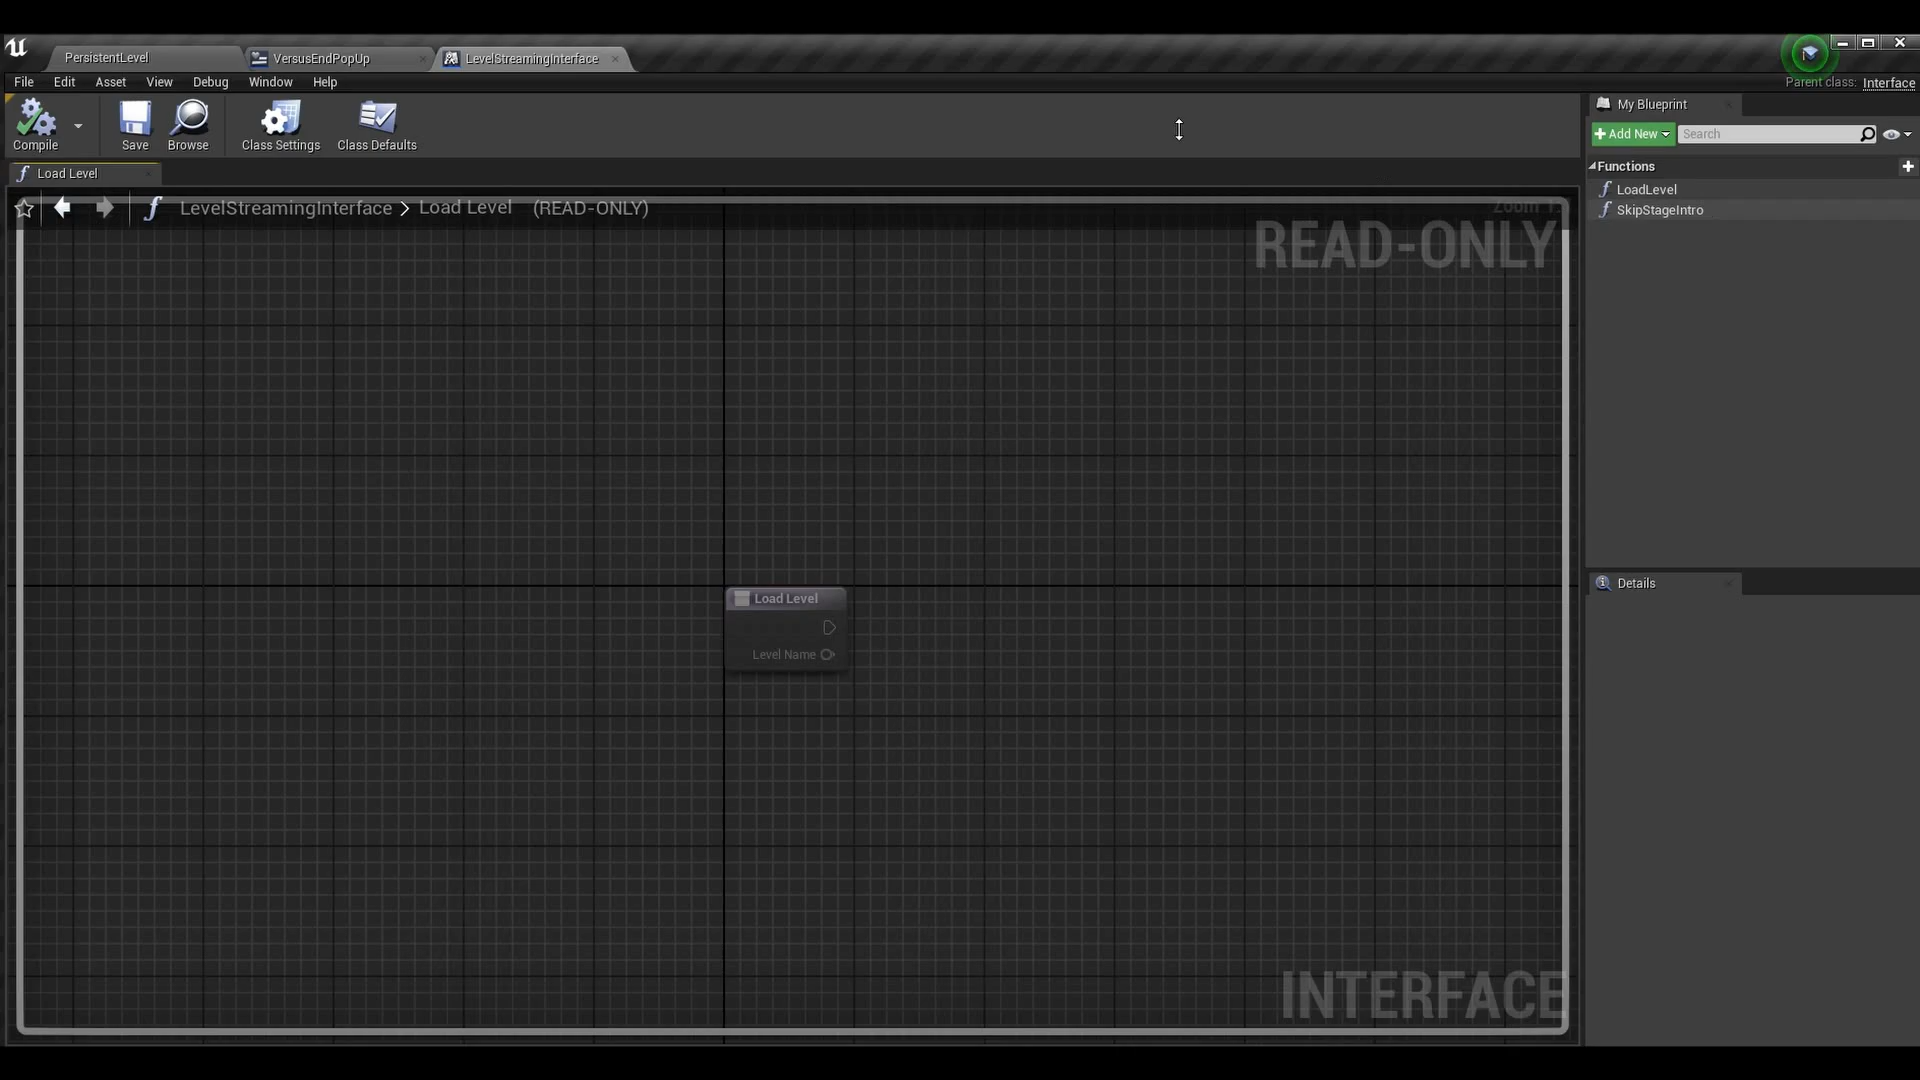 PersistentLevel
VersusEndPopUp
LevelStreamingInterface
File Edit Asset View Debug Window Help
Parent class: Interface
Compile
Save
Browse
Class Settings
Class Defaults
My Blueprint
Add New
Search
Functions
LoadLevel
SkipStageIntro
Load Level
LevelStreamingInterface > Load Level (READ-ONLY)
Zoom
READ-ONLY
Load Level
Level Name
Details
INTERFACE